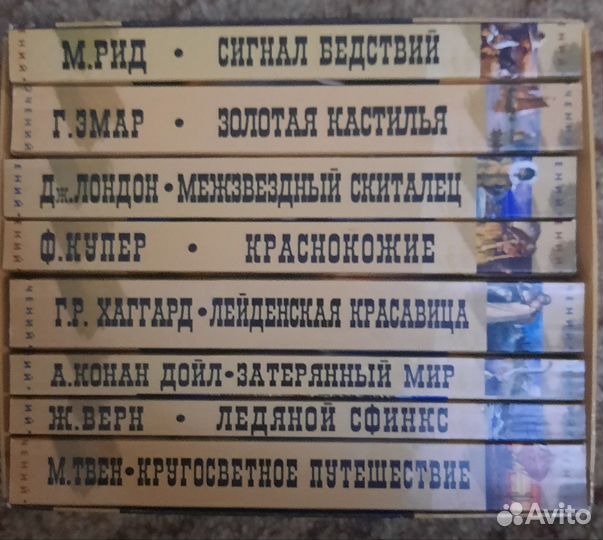 М.РИД • СИГНАЛ БЕДСТВИЙ
Г.ЭМАР • ЗОЛОТАЯ КАСТИЛЬЯ
Дж.ЛОНДОН • МЕЖЗВЕЗДНЫЙ СКИТАЛЕЦ
Ф.КУПЕР • КРАСНОКОЖИЕ
Г.Р. ХАГГАРД • ЛЕЙДЕНСКАЯ КРАСАВИЦА
А.КОНАН ДОЙЛ • ЗАТЕРЯННЫЙ МИР
Ж.ВЕРН • ЛЕДЯНОЙ СФИНКС
М.ТВЕН • КРУГОСВЕТНОЕ ПУТЕШЕСТВИЕ
Avito